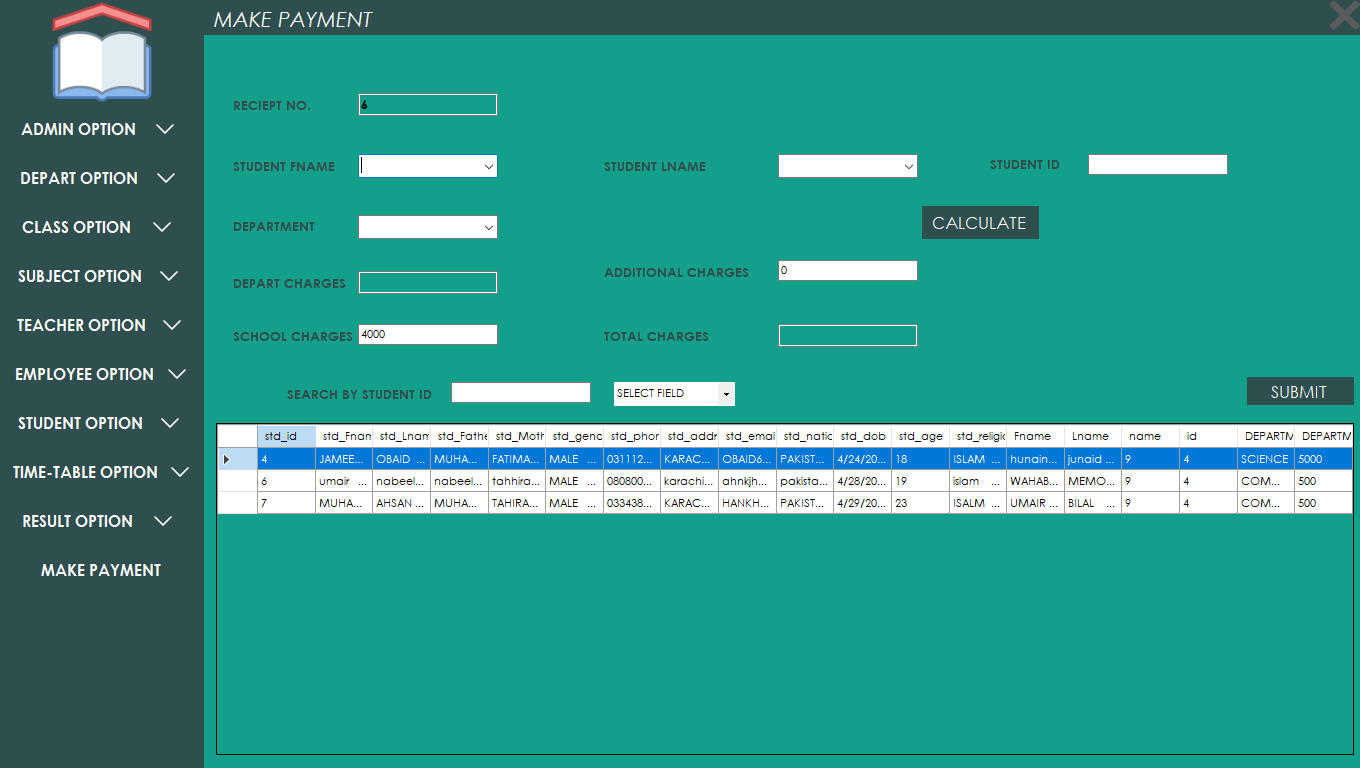 MAKE PAYMENT
ADMIN OPTION
DEPART OPTION
CLASS OPTION
SUBJECT OPTION
TEACHER OPTION
EMPLOYEE OPTION
STUDENT OPTION
TIME-TABLE OPTION
RESULT OPTION
MAKE PAYMENT
RECIEPT NO. 6
STUDENT FNAME STUDENT LNAME STUDENT ID
DEPARTMENT CALCULATE
DEPART CHARGES ADDITIONAL CHARGES 0
SCHOOL CHARGES 4000 TOTAL CHARGES
SEARCH BY STUDENT ID SELECT FIELD SUBMIT
std_id std_Fnam std_Lnam std_Fathe std_Moth std_genc std_phor std_addr std_emai std_natic std_dob std_age std_religic Fname Lname name id DEPARTM DEPARTM
4 JAMEE... OBAID ... MUHA... FATIMA... MALE ... 031112... KARAC... OBAID6... PAKIST... 4/24/20... 18 ISLAM ... hunain... junaid ... 9 4 SCIENCE 5000
6 umair ... nabeel... nabeel... tahhira... MALE ... 080800... karachi... ahnkjh... pakista... 4/28/20... 19 islam ... WAHAB... MEMO... 9 4 COM... 500
7 MUHA... AHSAN ... MUHA... TAHIRA... MALE ... 033438... KARAC... HANKH... PAKIST... 4/29/20... 23 ISALM ... UMAIR ... BILAL ... 9 4 COM... 500